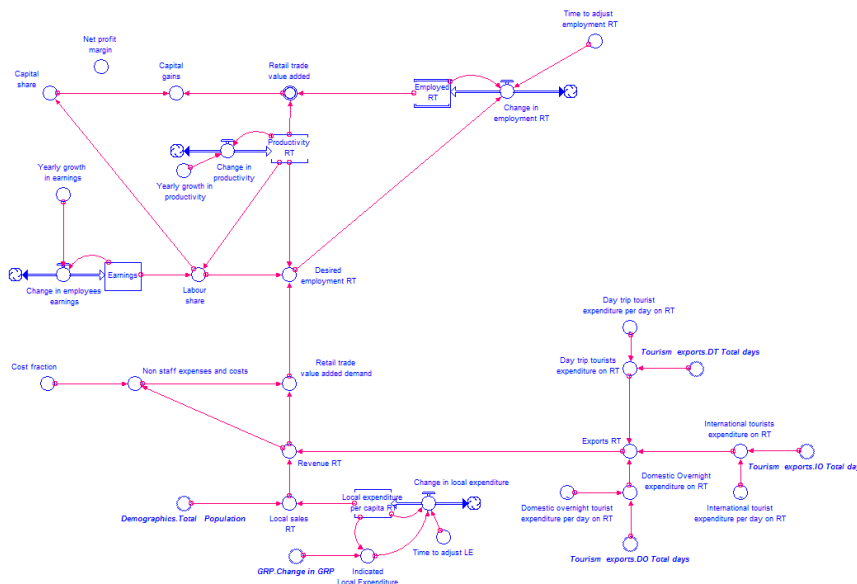 Time to adjust
employment RT
Net profit
margin
Capital
share
Capital
gains
Retail trade
value added
Employed
RT
Change in
employment RT
Productivity
RT
Change in
productivity
Yearly growth in
productivity
Yearly growth
in earnings
Earnings
Change in employees
earnings
Labour
share
Desired
employment RT
Day trip tourist
expenditure per day on RT
Tourism exports.DT Total days
Day trip tourists
expenditure on RT
Cost fraction
Non staff expenses and costs
Retail trade
value added demand
International tourists
expenditure on RT
Exports RT
Revenue RT
Tourism exports.IO Total day
Domestic Overnight
expenditure on RT
Change in local expenditure
Local expenditure
per capita RT
Demographics.Total Population
Local sales
RT
Domestic overnight tourist
expenditure per day on RT
International tourist
expenditure per day on RT
Time to adjust LE
Tourism exports.DO Total days
GRP.Change in GRP
Indicated
Local Expenditure